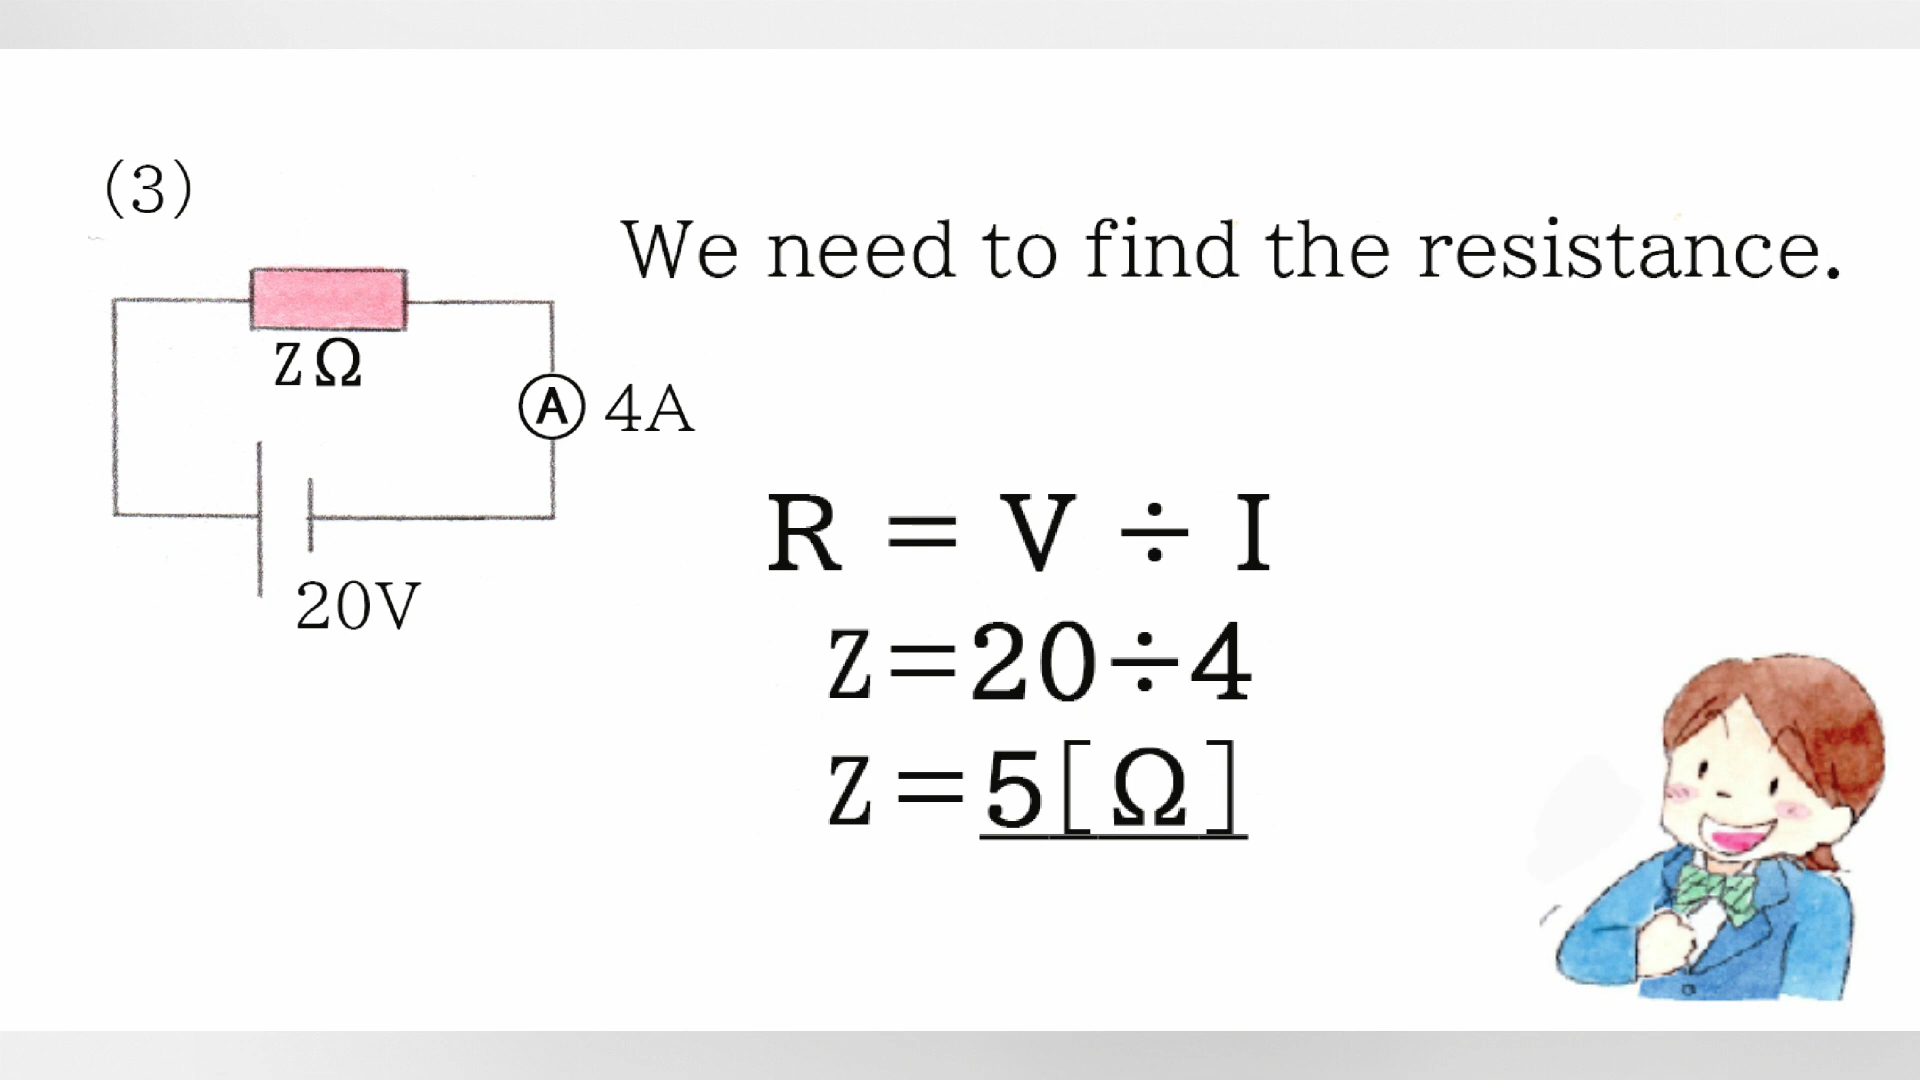 (3)
We need to find the resistance.
ZΩ
A 4A
20V
R = V ÷ I
Z=20÷4
Z=5[Ω]